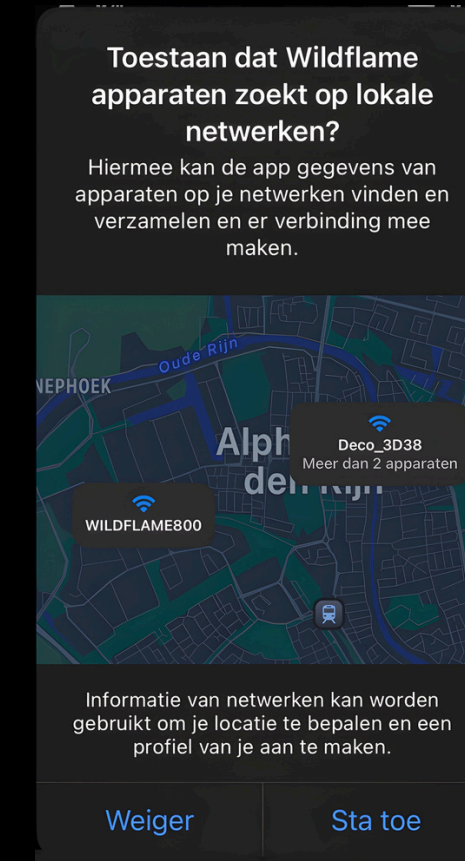 Toestaan dat Wildflame
apparaten zoekt op lokale
netwerken?
Hiermee kan de app gegevens van
apparaten op je netwerken vinden en
verzamelen en er verbinding mee
maken.
Oude Rijn
NEPHOEK
Deco_3D38
Meer dan 2 apparaten
Alph
den Rijn
WILDFLAME800
Informatie van netwerken kan worden
gebruikt om je locatie te bepalen en een
profiel van je aan te maken.
Weiger
Sta toe